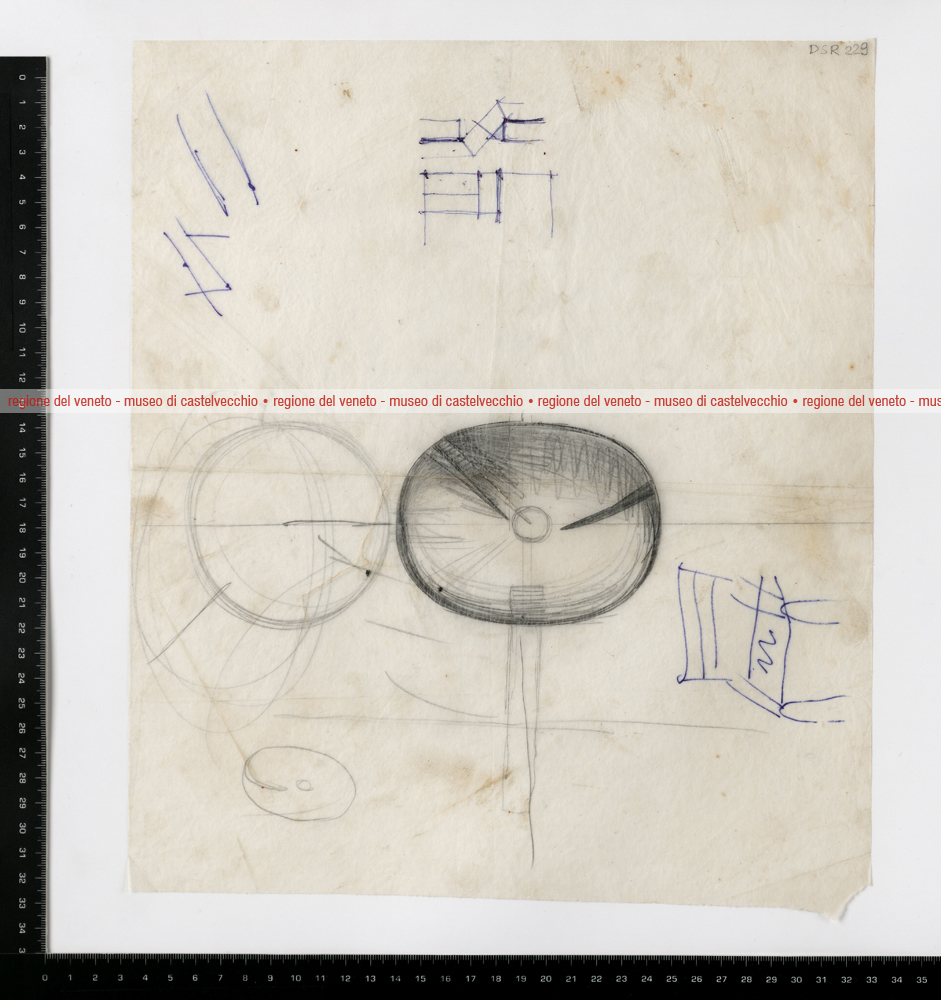 DSR 229
0 1 2 3 4 5 6 7 8 9 10 11 12
regione del veneto - museo di castelvecchio • regione del veneto - museo di castelvecchio • regione del veneto - museo di castelvecchio • regione del veneto - mus
14 15 16 17 18 19 20 21 22 23 24 25 26 27 28 29 30 31 32 33 34 3
0 1 2 3 4 5 6 7 8 9 10 11 12 13 14 15 16 17 18 19 20 21 22 23 24 25 26 27 28 29 30 31 32 33 34 35